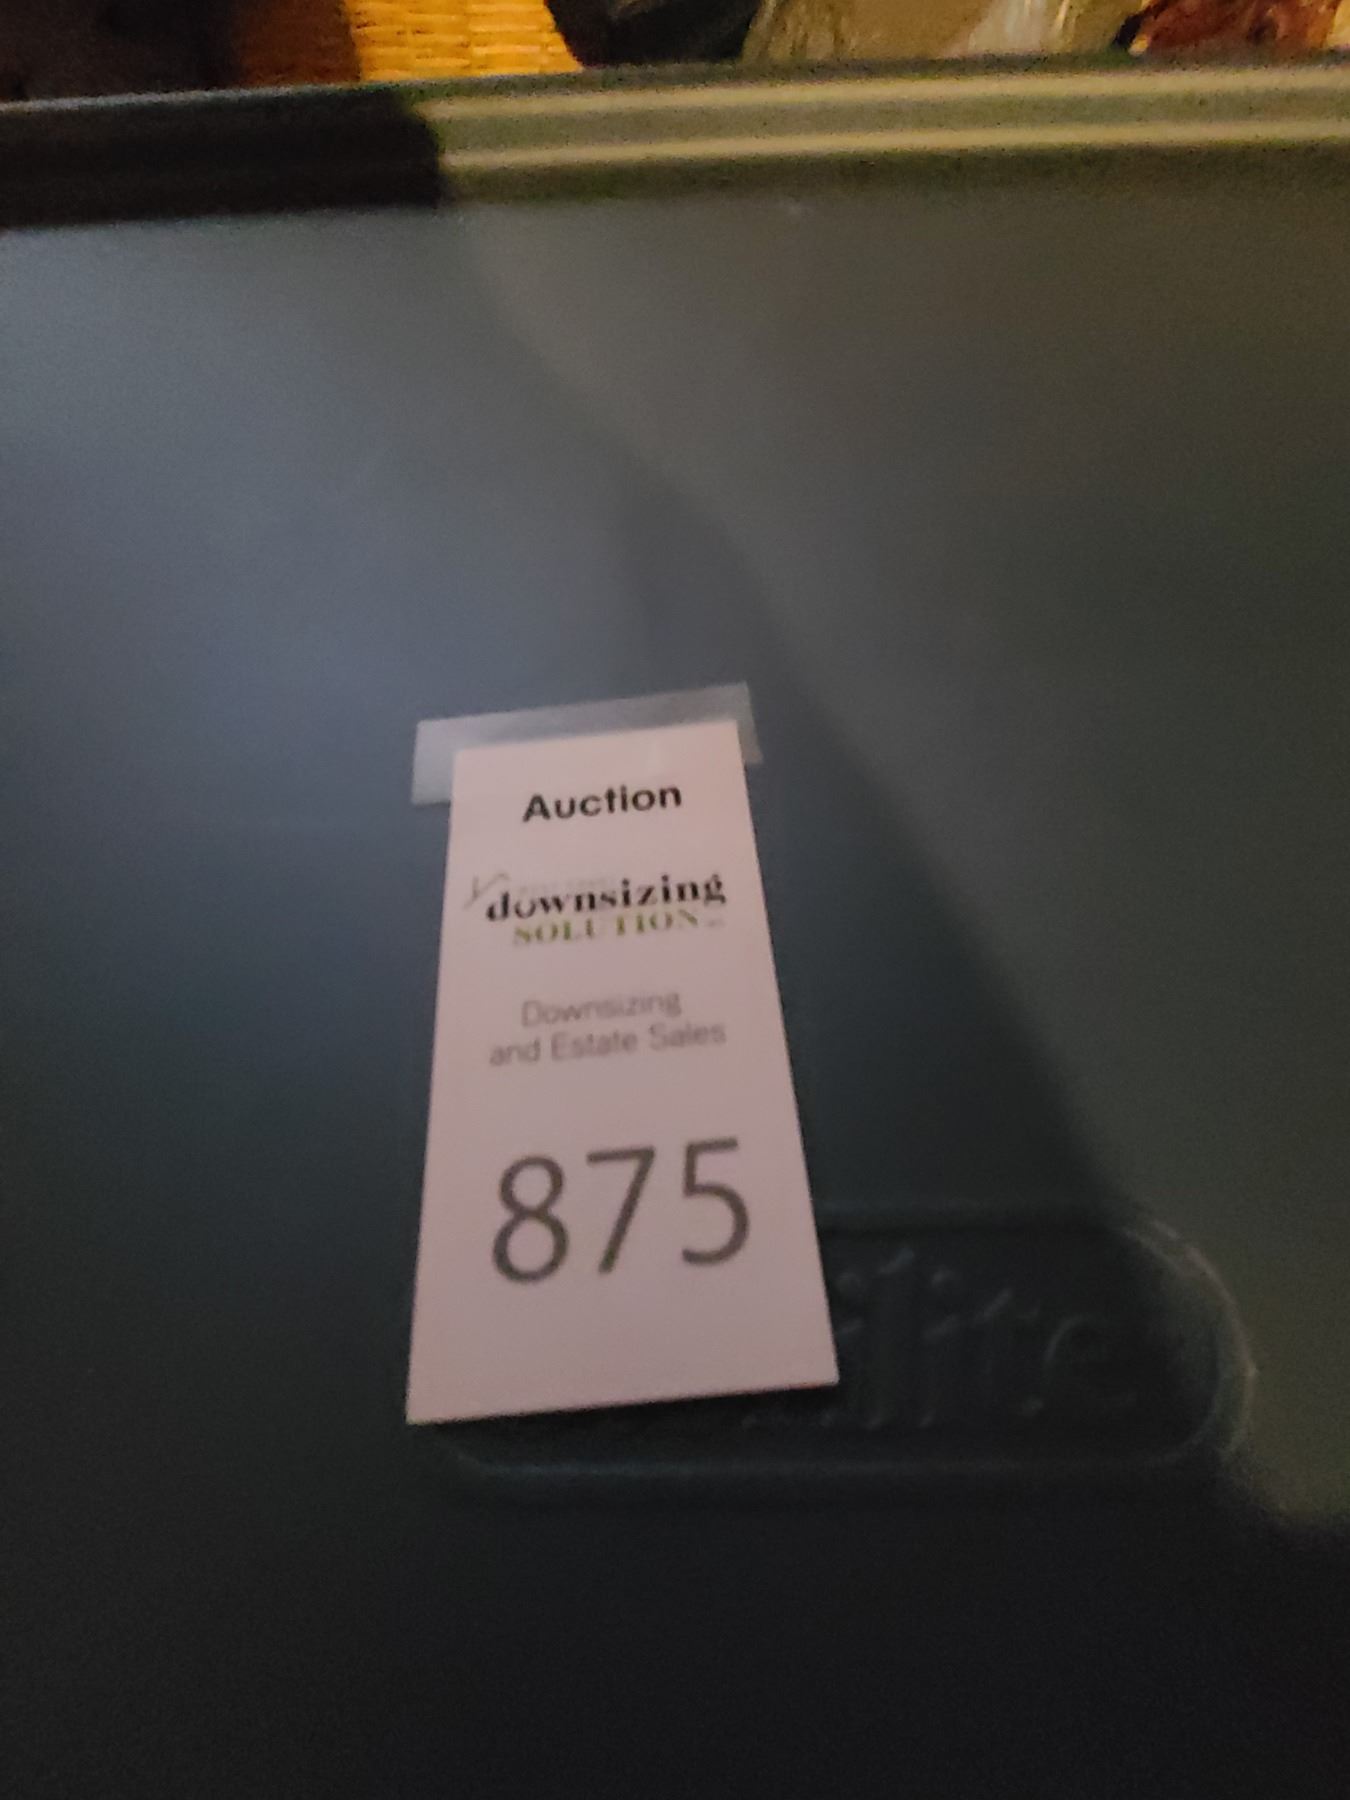 Auction
downsizing
SOLUTION
Downsizing
and Estate Sales
875